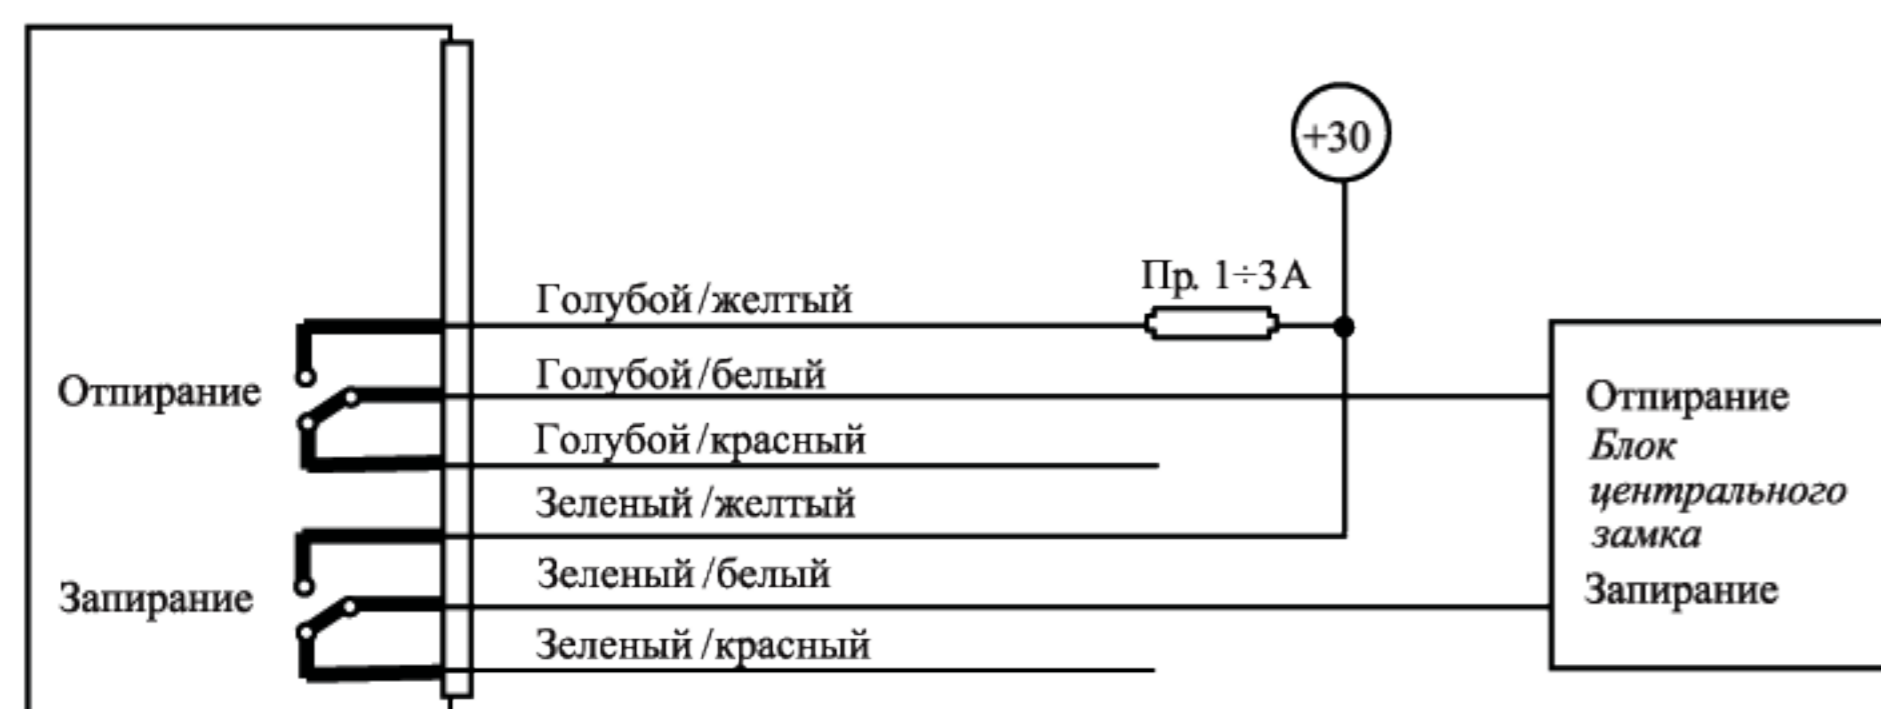 +30
Пр. 1÷3А
Голубой/желтый
Голубой/белый
Отпирание
Голубой/красный
Зеленый/желтый
Зеленый/белый
Запирание
Зеленый/красный
Отпирание
Блок
центрального
замка
Запирание